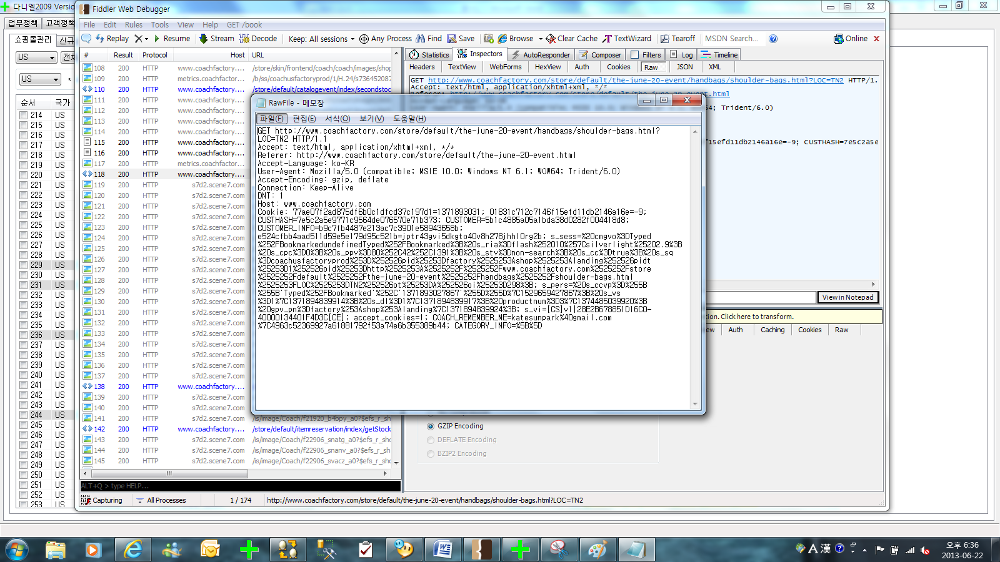 다니엘2009 Versio
Fiddler Web Debugger
File Edit Rules Tools View Help GET /book
업무정책 고객정책
쇼핑몰관리 신규
Replay Resume Stream Decode Keep: All sessions Any Process Find Save Browse Clear Cache TextWizard Tearoff MSDN Search... Online
US 전체
# Result Protocol Host URL
Statistics Inspectors AutoResponder Composer Filters Log Timeline
Headers TextView WebForms HexView Auth Cookies Raw JSON XML
US *
순서 국가
108 200 HTTP www.coachfactory.... /store/skin/frontend/coach/coach/images/shop
109 200 HTTP metrics.coachfactor... /b/ss/coachusfactoryprod/1/H.24/s736452087
110 200 HTTP www.coachfactory.... /store/default/catalogevent/index/secondstoc
111 200 HTTP www.coachfactory....
112 200 HTTP www.coachfactory....
113 200 HTTP www.coachfactory....
114 200 HTTP www.coachfactory....
115 200 HTTP www.coachfactory....
116 200 HTTP www.coachfactory....
117 200 HTTP metrics.coachfactor...
118 200 HTTP www.coachfactory....
119 200 HTTP s7d2.scene7.com
120 200 HTTP s7d2.scene7.com
121 200 HTTP s7d2.scene7.com
122 200 HTTP s7d2.scene7.com
123 200 HTTP s7d2.scene7.com
124 200 HTTP s7d2.scene7.com
125 200 HTTP s7d2.scene7.com
126 200 HTTP s7d2.scene7.com
127 200 HTTP s7d2.scene7.com
128 200 HTTP s7d2.scene7.com
129 200 HTTP s7d2.scene7.com
130 200 HTTP s7d2.scene7.com
131 200 HTTP s7d2.scene7.com
132 200 HTTP s7d2.scene7.com
133 200 HTTP s7d2.scene7.com
134 200 HTTP s7d2.scene7.com
135 200 HTTP s7d2.scene7.com
136 200 HTTP s7d2.scene7.com
137 200 HTTP s7d2.scene7.com
138 200 HTTP www.coachfactory....
139 200 HTTP s7d2.scene7.com
140 200 HTTP s7d2.scene7.com
141 200 HTTP s7d2.scene7.com /is/image/Coach/f21920_b4bpy_a0?$efs_r_sh
142 200 HTTP www.coachfactory.... /store/default/itemreservation/index/getStock
143 200 HTTP s7d2.scene7.com /is/image/Coach/f22906_snatg_a0?$efs_r_sho
144 200 HTTP s7d2.scene7.com /is/image/Coach/f22906_snanv_a0?$efs_r_sh
145 200 HTTP s7d2.scene7.com /is/image/Coach/f22906_svacz_a0?$efs_r_sho
214 US
215 US
216 US
217 US
218 US
219 US
220 US
221 US
222 US
223 US
224 US
225 US
226 US
227 US
228 US
229 US
230 US
231 US
232 US
233 US
234 US
235 US
236 US
237 US
238 US
239 US
240 US
241 US
242 US
243 US
244 US
245 US
246 US
247 US
248 US
249 US
250 US
251 US
252 US
253 US
GET http://www.coachfactory.com/store/default/the-june-20-event/handbags/shoulder-bags.html?LOC=TN2 HTTP/1.
Accept: text/html, application/xhtml+xml, */*
64; Trident/6.0)
f15efd11db2146a16e=-9; CUSTHASH=7e5c2a5e
RawFile - 메모장
파일(F) 편집(E) 서식(O) 보기(V) 도움말(H)
GET http://www.coachfactory.com/store/default/the-june-20-event/handbags/shoulder-bags.html?
LOC=TN2 HTTP/1.1
Accept: text/html, application/xhtml+xml, */*
Referer: http://www.coachfactory.com/store/default/the-june-20-event.html
Accept-Language: ko-KR
User-Agent: Mozilla/5.0 (compatible; MSIE 10.0; Windows NT 6.1; WOW64; Trident/6.0)
Accept-Encoding: gzip, deflate
Connection: Keep-Alive
DNT: 1
Host: www.coachfactory.com
Cookie: 77ae07f2ad875df6b0c1dfcd37c197d1=1371893031; 01831c712c7146f15efd11db2146a16e=-9;
CUSTHASH=7e5c2a5e9771c9564de076570e71b373; CUSTOMER=5b1c4885a05a1bda38d0282f004418d8;
CUSTOMER_INFO=b9c7fb4487e213ac7c3901e58943658b;
e524cfbb4aad511d59e5e179d95c521b=jptr43gvi5dkgto40v8h278jhhl0rg2b; s_sess=%20cmgvo%3DTyped
%252FBookmarkedundefinedTyped%252FBookmarked%3B%20s_ria%3Dflash%252010%257Csilverlight%25202.9%3B
%20s_cpc%3D0%3B%20s_ppv%3D80%252C42%252C1391%3B%20s_stv%3Dnon-search%3B%20s_cc%3Dtrue%3B%20s_sq
%3Dcoachusfactoryprod%253D%252526pid%25253Dfactory%2525253Ashop%2525253Alanding%252526pidt
%25253D1%252526oid%25253Dhttp%2525253A%2525252F%2525252Fwww.coachfactory.com%2525252Fstore
%2525252Fdefault%2525252Fthe-june-20-event%2525252Fhandbags%2525252Fshoulder-bags.html
%2525253FLOC%2525253DTN2%252526ot%25253DA%252526oi%25253D298%3B; s_pers=%20s_ccvp%3D%255B
%255B'Typed%252FBookmarked'%252C'1371893027867'%255D%255D%7C1529659427867%3B%20s_vs
%3D1%7C1371894839914%3B%20s_dl%3D1%7C1371894839917%3B%20productnum%3D3%7C1374485039920%3B
%20gpv_pn%3Dfactory%253Ashop%253Alanding%7C1371894839924%3B; s_vi=[CS]v1|28E2B678851D16C0-
40000134401F4D3C[CE]; accept_cookies=1; COACH_REMEMBER_ME=katesunpark%40gmail.com
%7C4963c52369927a61881792f53a74e6b355389b44; CATEGORY_INFO=%5B%5D
View in Notepad
tion. Click here to transform.
ew Auth Caching Cookies Raw
GZIP Encoding
DEFLATE Encoding
BZIP2 Encoding
ALT+Q > type HELP...
Capturing All Processes 1 / 174 http://www.coachfactory.com/store/default/the-june-20-event/handbags/shoulder-bags.html?LOC=TN2
A 漢
오후 6:36
2013-06-22